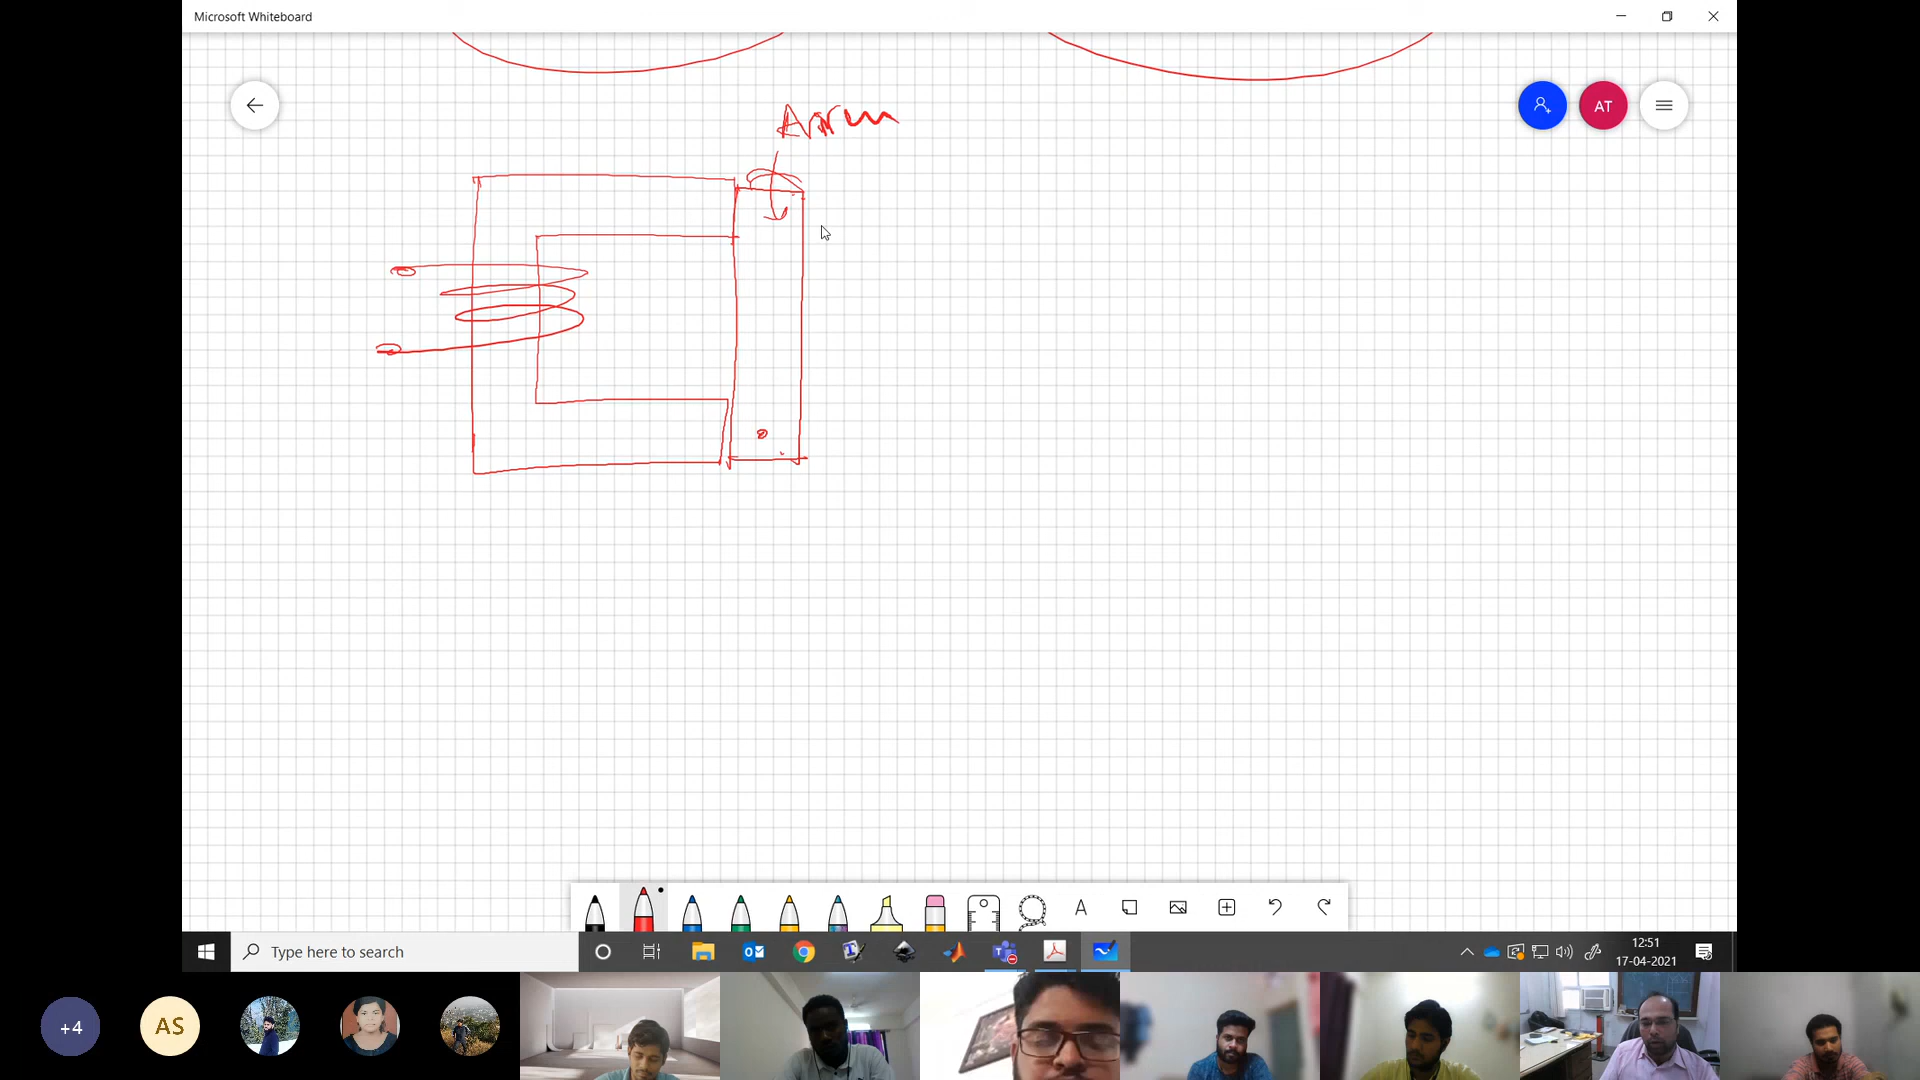 Microsoft Whiteboard
AT
Arm
A
Type here to search
12:51
17-04-2021
+4
AS